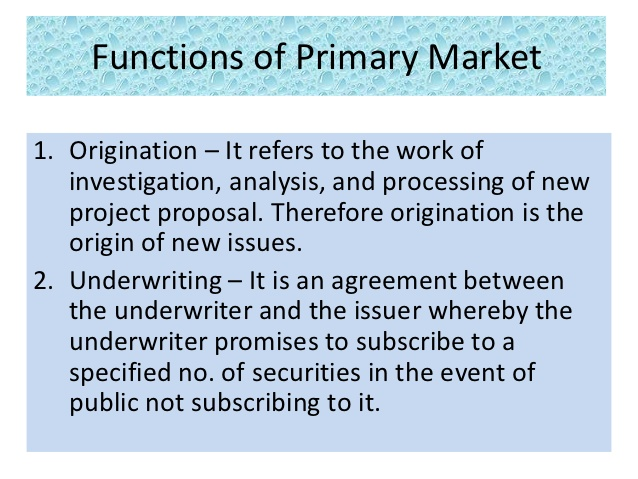 Functions of Primary Market
1. Origination – It refers to the work of
investigation, analysis, and processing of new
project proposal. Therefore origination is the
origin of new issues.
2. Underwriting – It is an agreement between
the underwriter and the issuer whereby the
underwriter promises to subscribe to a
specified no. of securities in the event of
public not subscribing to it.